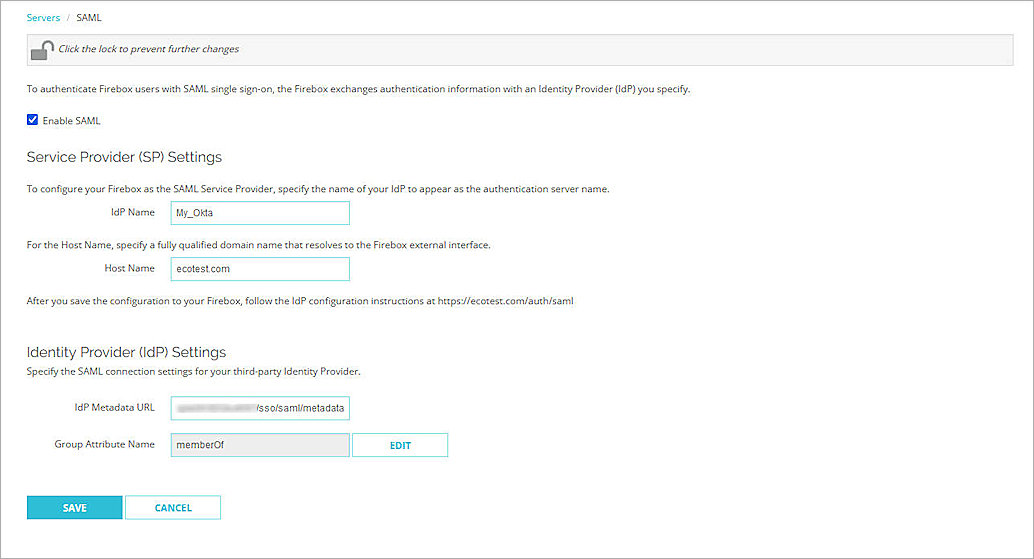 Servers / SAML
Click the lock to prevent further changes
To authenticate Firebox users with SAML single sign-on, the Firebox exchanges authentication information with an Identity Provider (IdP) you specify.
Enable SAML
Service Provider (SP) Settings
To configure your Firebox as the SAML Service Provider, specify the name of your IdP to appear as the authentication server name.
IdP Name My_Okta
For the Host Name, specify a fully qualified domain name that resolves to the Firebox external interface.
Host Name ecotest.com
After you save the configuration to your Firebox, follow the IdP configuration instructions at https://ecotest.com/auth/saml
Identity Provider (IdP) Settings
Specify the SAML connection settings for your third-party Identity Provider.
IdP Metadata URL /sso/saml/metadata
Group Attribute Name memberOf EDIT
SAVE CANCEL